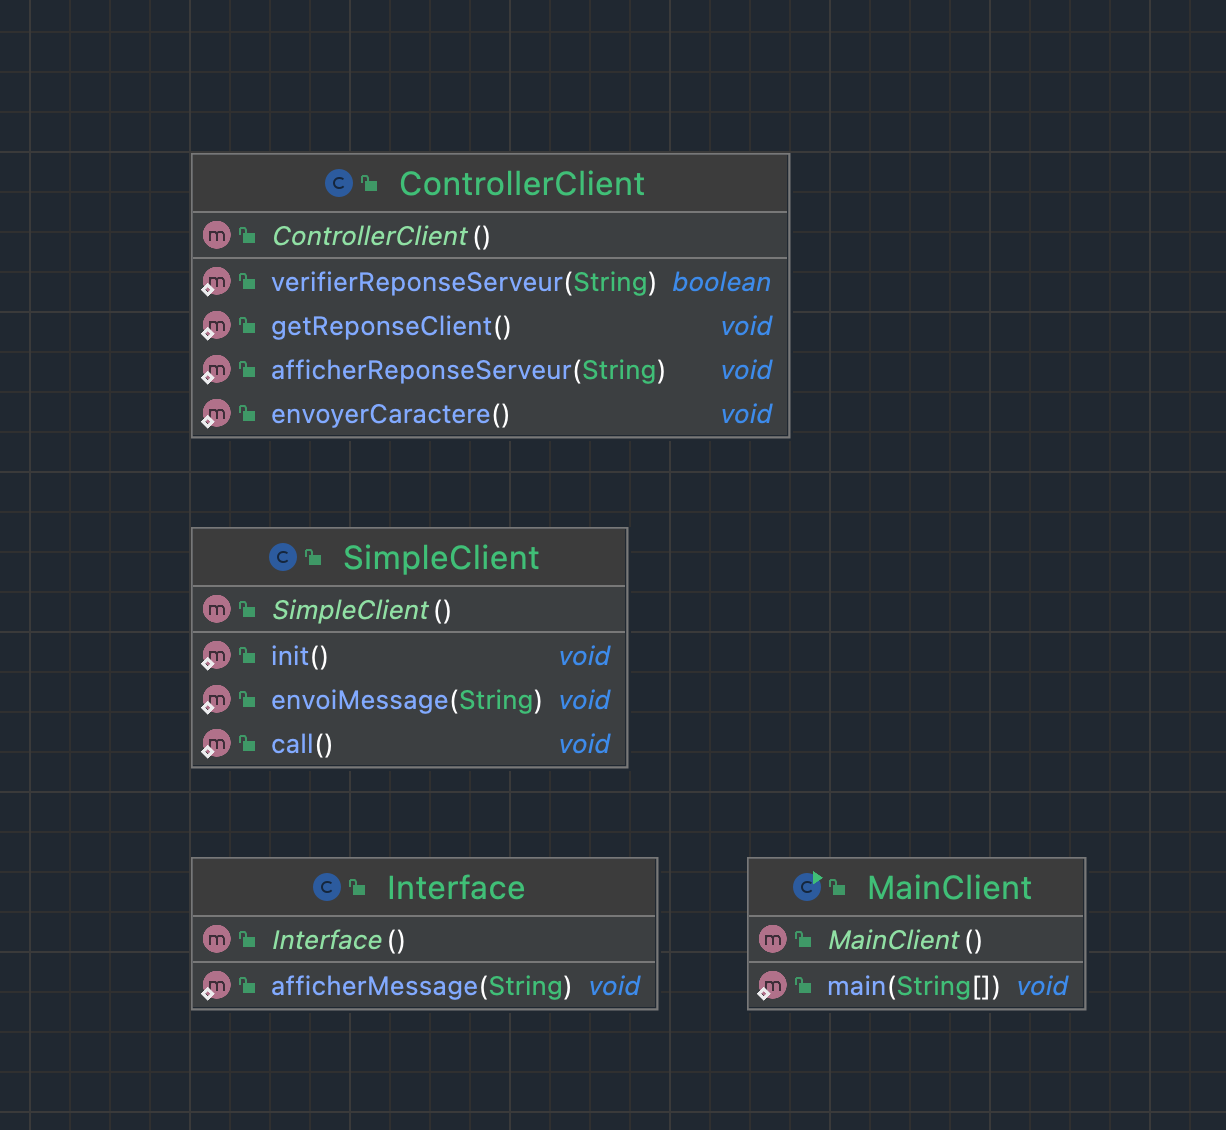 ControllerClient
ControllerClient()
verifierReponseServeur(String) boolean
getReponseClient() void
afficherReponseServeur(String) void
envoyerCaractere() void
SimpleClient
SimpleClient()
init() void
envoiMessage(String) void
call() void
Interface
Interface()
afficherMessage(String) void
MainClient
MainClient()
main(String[]) void